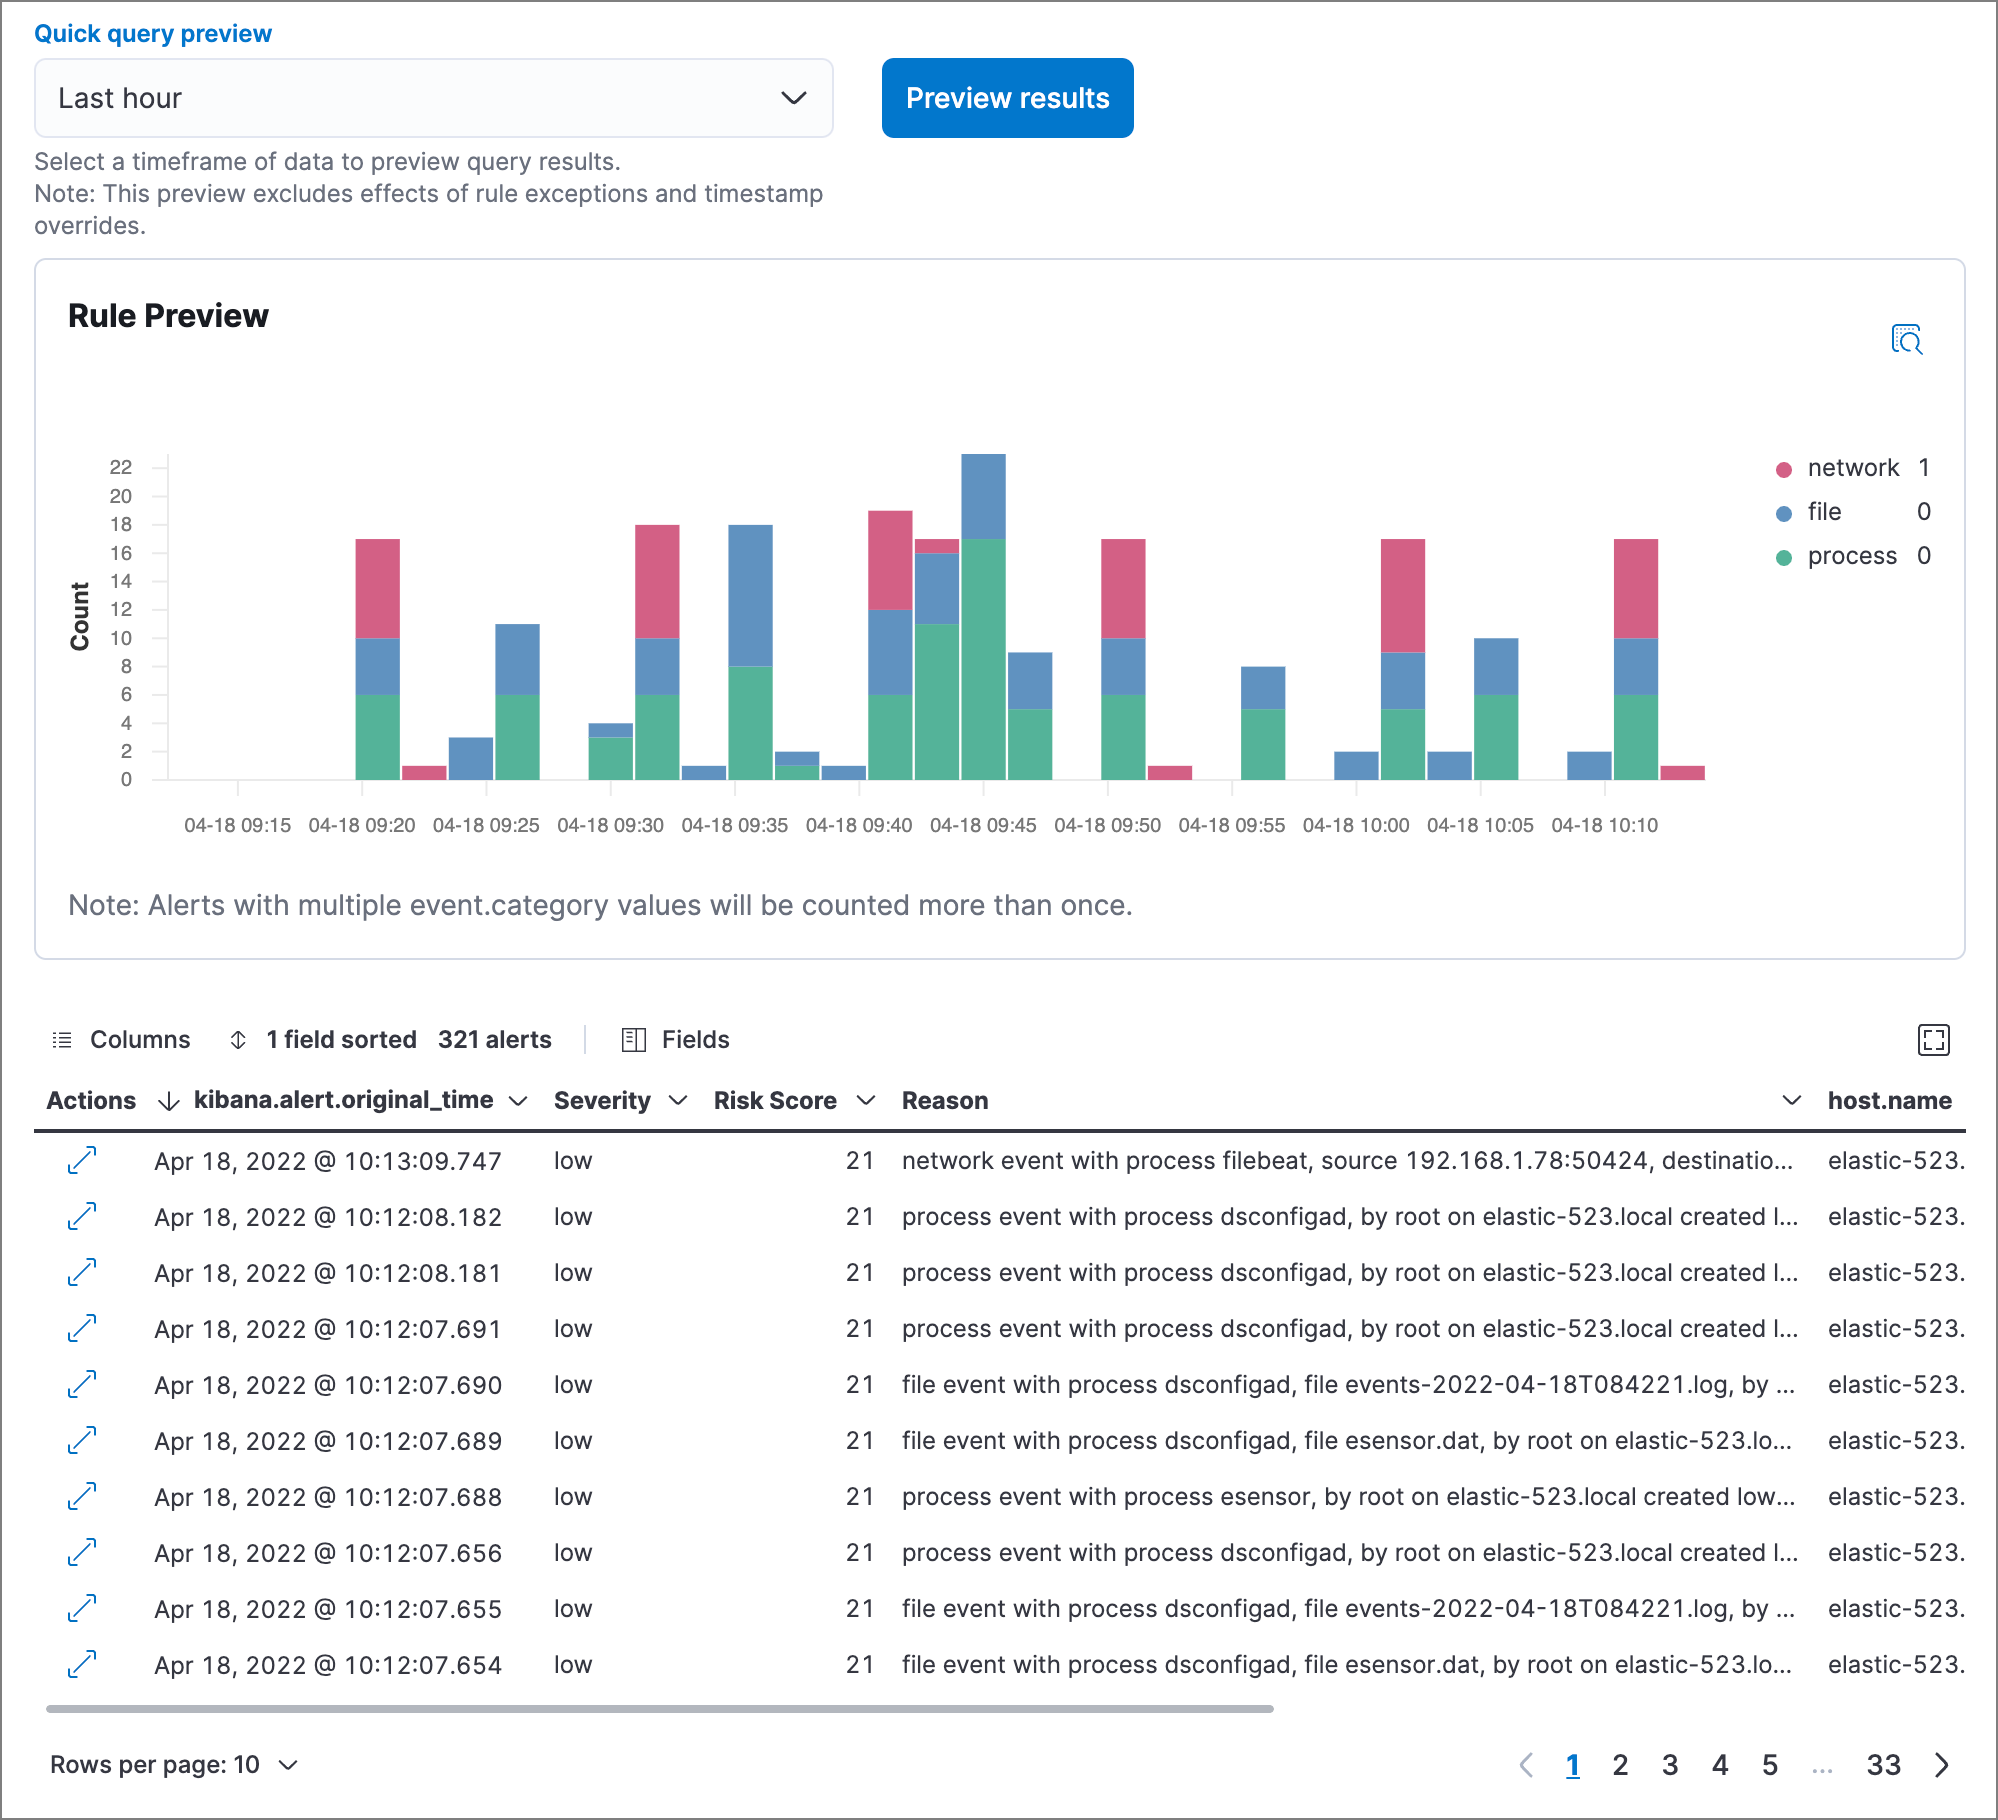 Quick query preview
Last hour
Preview results
Select a timeframe of data to preview query results.
Note: This preview excludes effects of rule exceptions and timestamp
overrides.
Rule Preview
22
20
18
16
14
12
10
8
6
4
2
0
Count
network 1
file 0
process 0
04-18 09:15 04-18 09:20 04-18 09:25 04-18 09:30 04-18 09:35 04-18 09:40 04-18 09:45 04-18 09:50 04-18 09:55 04-18 10:00 04-18 10:05 04-18 10:10
Note: Alerts with multiple event.category values will be counted more than once.
Columns 1 field sorted 321 alerts Fields
Actions kibana.alert.original_time Severity Risk Score Reason host.name
Apr 18, 2022 @ 10:13:09.747 low 21 network event with process filebeat, source 192.168.1.78:50424, destinatio... elastic-523.
Apr 18, 2022 @ 10:12:08.182 low 21 process event with process dsconfigad, by root on elastic-523.local created l... elastic-523.
Apr 18, 2022 @ 10:12:08.181 low 21 process event with process dsconfigad, by root on elastic-523.local created l... elastic-523.
Apr 18, 2022 @ 10:12:07.691 low 21 process event with process dsconfigad, by root on elastic-523.local created l... elastic-523.
Apr 18, 2022 @ 10:12:07.690 low 21 file event with process dsconfigad, file events-2022-04-18T084221.log, by ... elastic-523.
Apr 18, 2022 @ 10:12:07.689 low 21 file event with process dsconfigad, file esensor.dat, by root on elastic-523.lo... elastic-523.
Apr 18, 2022 @ 10:12:07.688 low 21 process event with process esensor, by root on elastic-523.local created low... elastic-523.
Apr 18, 2022 @ 10:12:07.656 low 21 process event with process dsconfigad, by root on elastic-523.local created l... elastic-523.
Apr 18, 2022 @ 10:12:07.655 low 21 file event with process dsconfigad, file events-2022-04-18T084221.log, by ... elastic-523.
Apr 18, 2022 @ 10:12:07.654 low 21 file event with process dsconfigad, file esensor.dat, by root on elastic-523.lo... elastic-523.
Rows per page: 10 1 2 3 4 5 ... 33